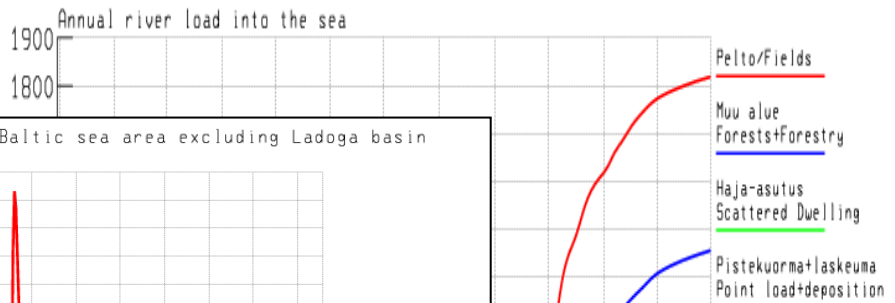 Annual river load into the sea
1900
1800
Baltic sea area excluding Ladoga basin
Pelto/Fields
Muu alue
Forests+Forestry
Haja-asutus
Scattered Dwelling
Pistekuorma+laskeuma
Point load+deposition